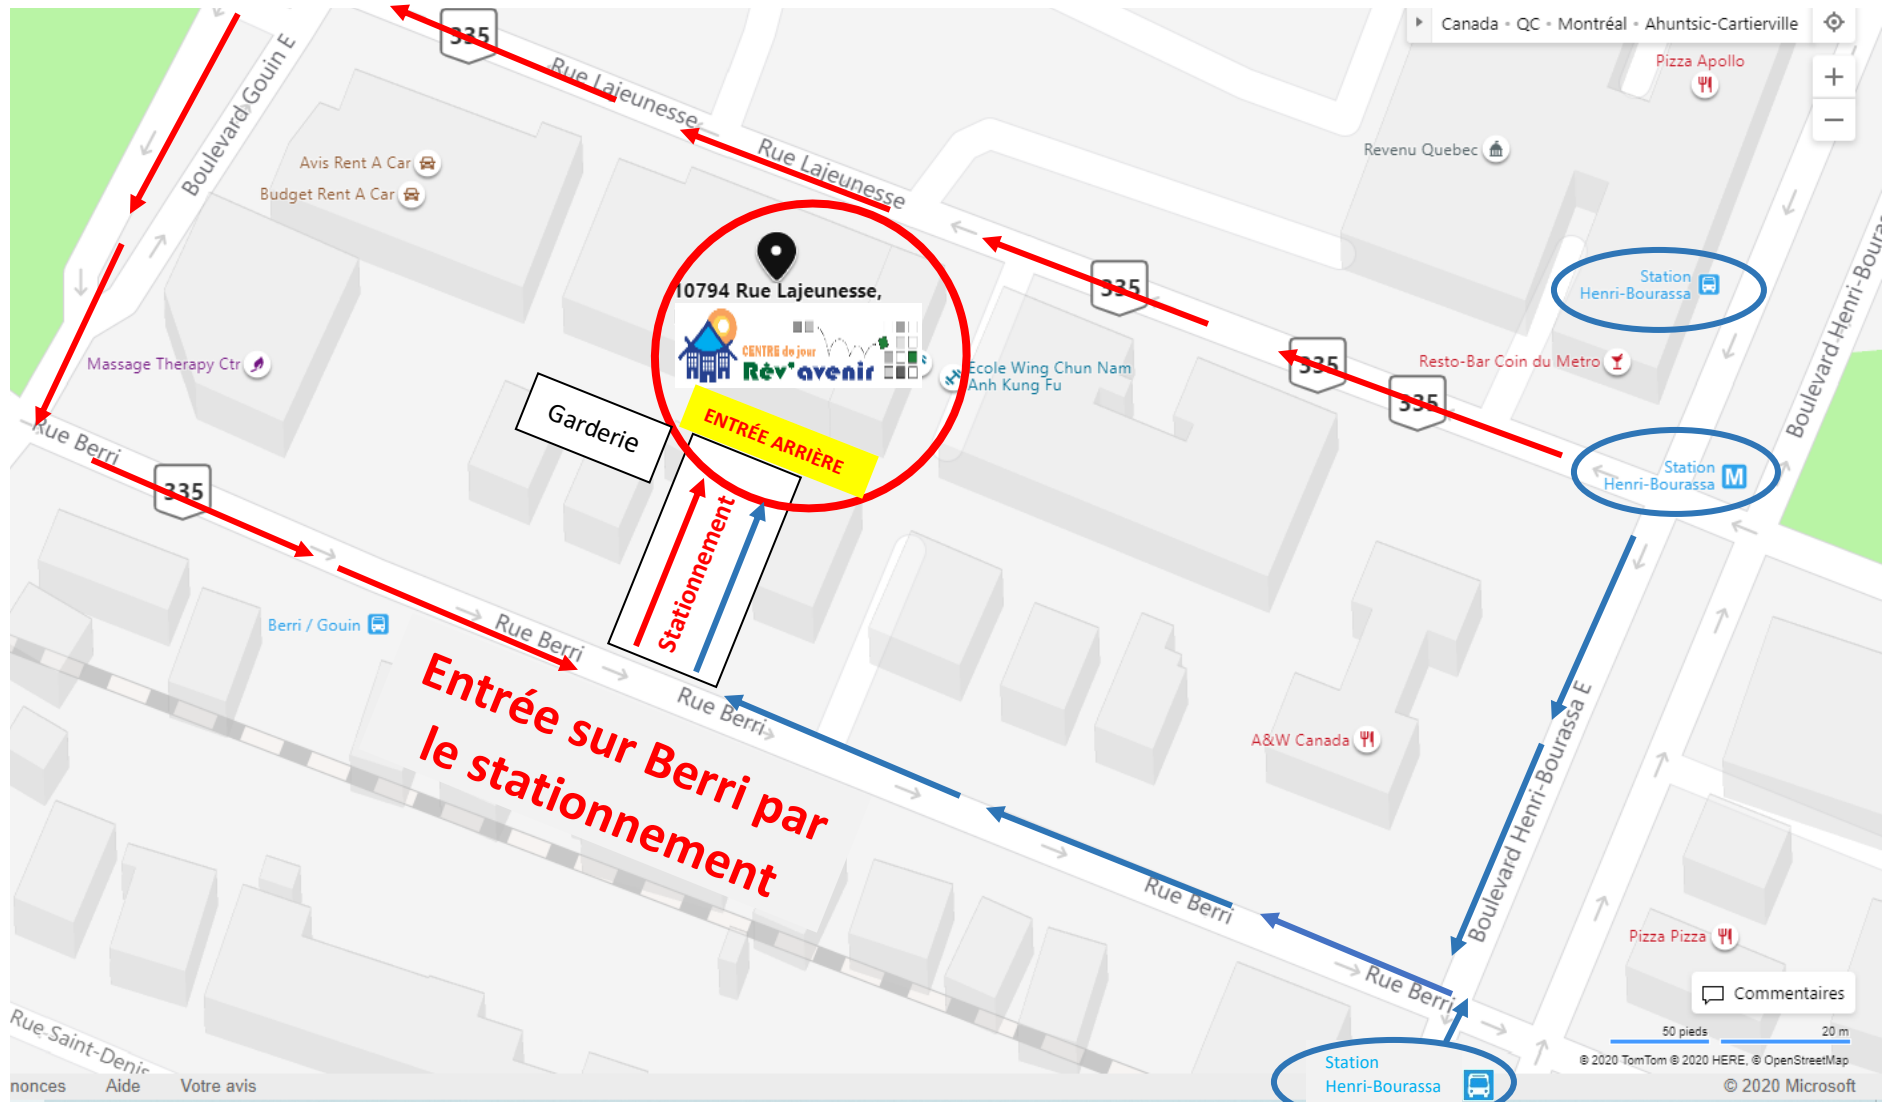 Canada • QC • Montréal • Ahuntsic-Cartierville
335
Boulevard Gouin E
Rue Lajeunesse
Pizza Apollo
Avis Rent A Car
Budget Rent A Car
Rue Lajeunesse
Revenu Quebec
10794 Rue Lajeunesse,
CENTRE de jour
Rêv'avenir
335
Station
Henri-Bourassa
335
335
Resto-Bar Coin du Metro
Massage Therapy Ctr
Ecole Wing Chun Nam
Anh Kung Fu
Garderie
ENTRÉE ARRIÈRE
Station
Henri-Bourassa
M
Rue Berri
335
Stationnement
Berri / Gouin
Rue Berri
Rue Berri
Entrée sur Berri par
le stationnement
A&W Canada
Boulevard Henri-Bourassa E
Rue Berri
Pizza Pizza
Rue Berri
Commentaires
Rue Saint-Denis
50 pieds
20 m
© 2020 TomTom © 2020 HERE, © OpenStreetMap
Station
Henri-Bourassa
nonces
Aide
Votre avis
© 2020 Microsoft